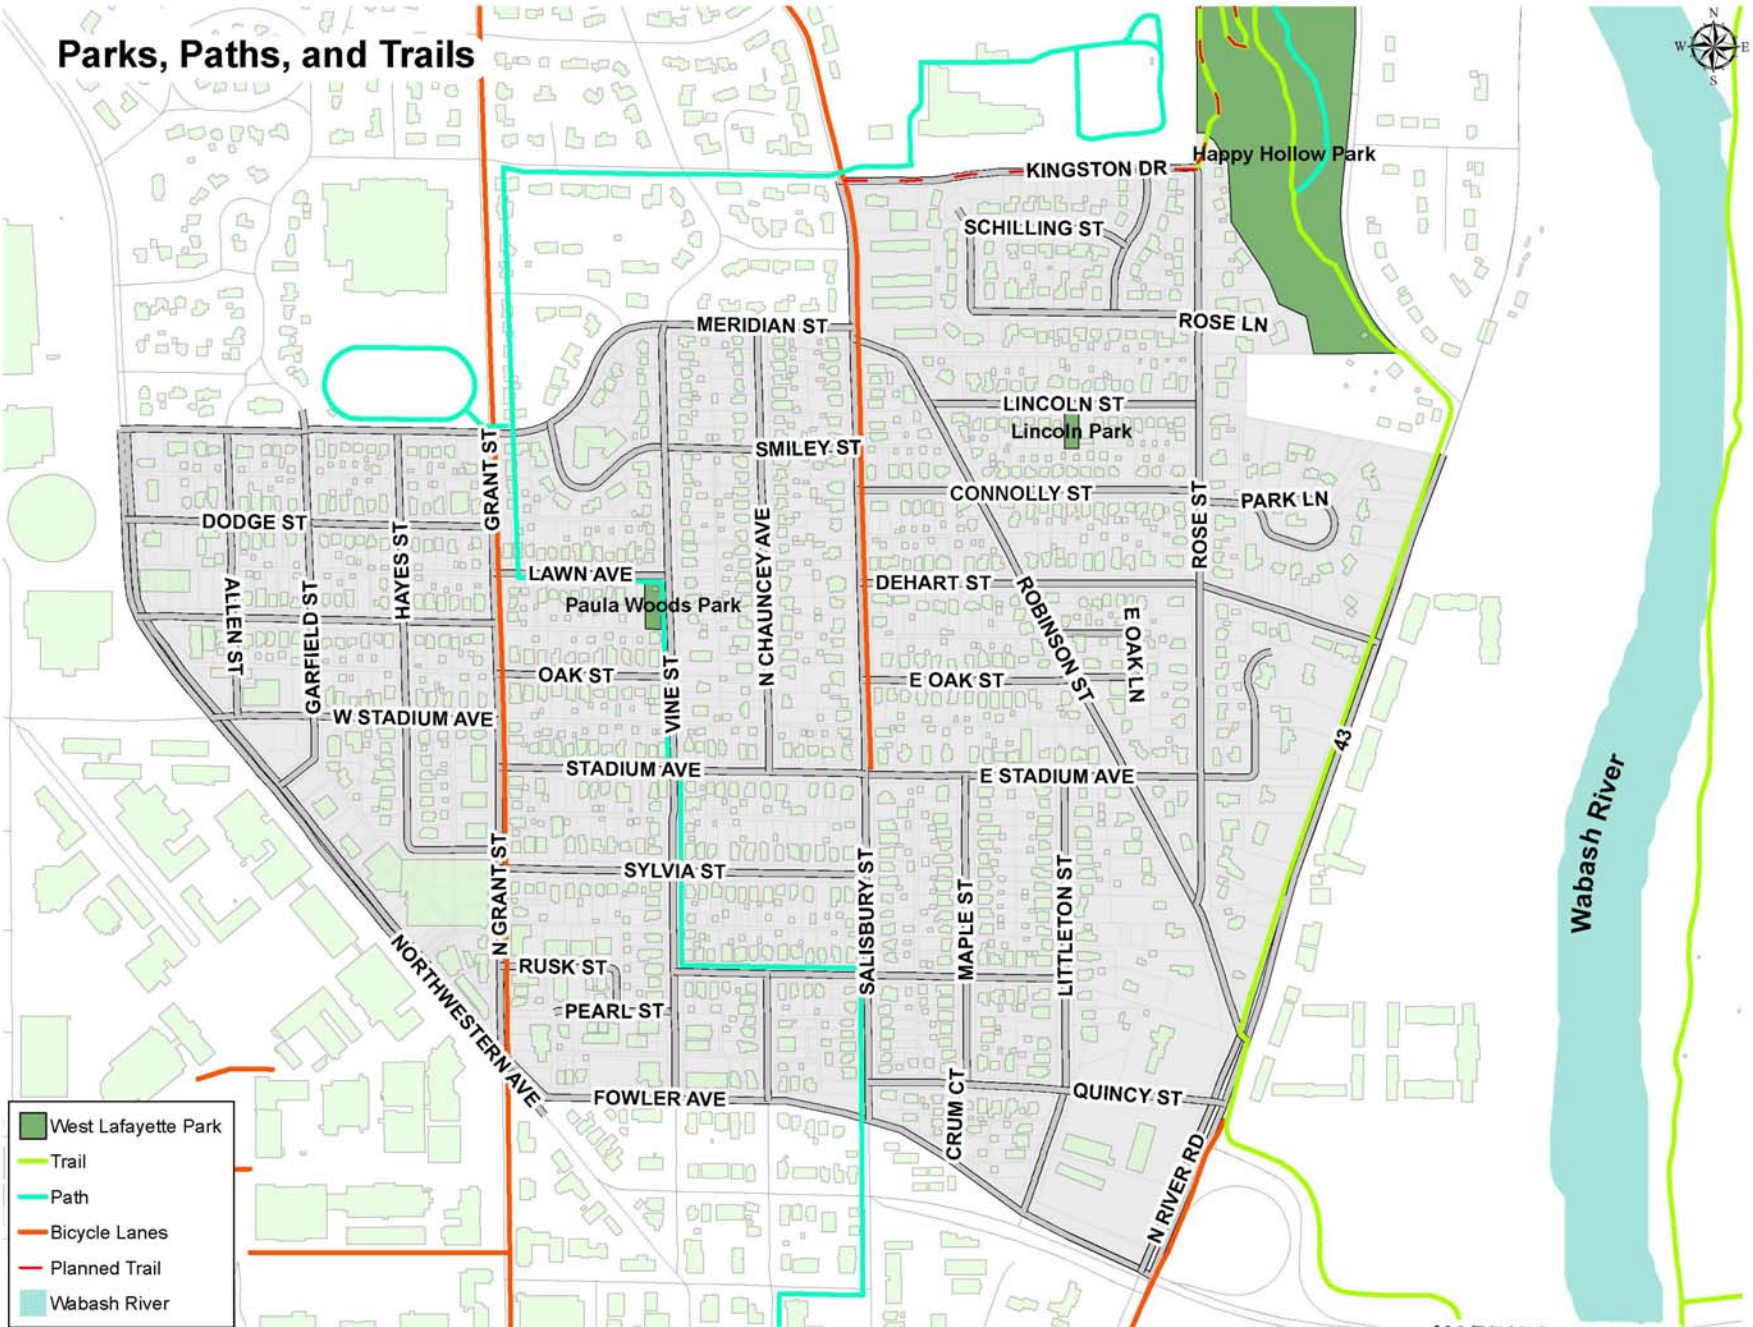 Parks, Paths, and Trails
N
W
E
S
Happy Hollow Park
KINGSTON DR
SCHILLING ST
ROSE LN
MERIDIAN ST
LINCOLN ST
Lincoln Park
SMILEY ST
GRANT ST
CONNOLLY ST
PARK LN
ROSE ST
DODGE ST
HAYES ST
N CHAUNCEY AVE
LAWN AVE
DEHART ST
Paula Woods Park
ALLEN ST
GARFIELD ST
ROBINSON ST
E OAK LN
OAK ST
VINE ST
E OAK ST
W STADIUM AVE
43
STADIUM AVE
E STADIUM AVE
Wabash River
SYLVIA ST
N GRANT ST
SALISBURY ST
MAPLE ST
LITTLETON ST
NORTHWESTERN AVE
RUSK ST
PEARL ST
FOWLER AVE
CRUM CT
QUINCY ST
N RIVER RD
West Lafayette Park
Trail
Path
Bicycle Lanes
Planned Trail
Wabash River